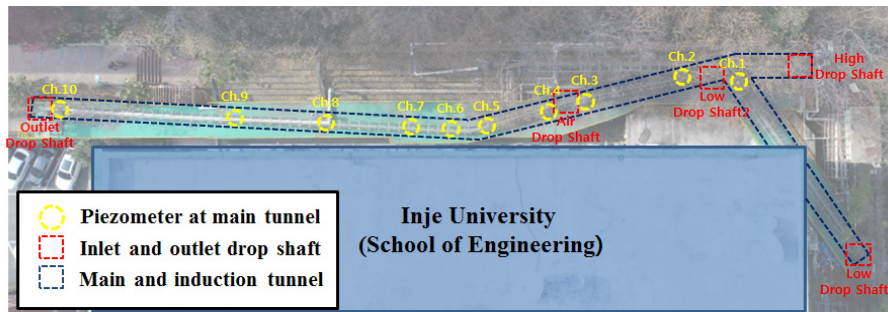 High
Drop Shaft
Ch.2
Ch.1
Ch.10
Ch.9
Ch.8
Ch.7
Ch.6
Ch.5
Ch.4
Ch.3
Low
Drop Shaft2
Air
Drop Shaft
Outlet
Drop Shaft
Piezometer at main tunnel
Inlet and outlet drop shaft
Main and induction tunnel
Inje University
(School of Engineering)
Low
Drop Shaft